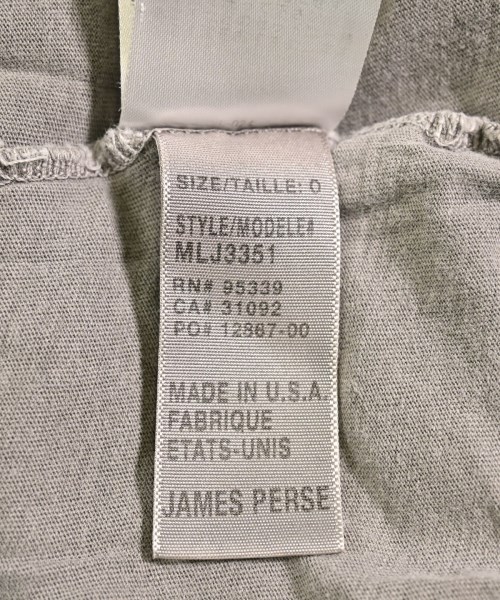 SIZE/TAILLE: 0
STYLE/MODELE#
MLJ3351
RN# 95339
CA# 31092
PO# 12867-00
MADE IN U.S.A.
FABRIQUE
ETATS-UNIS
JAMES PERSE